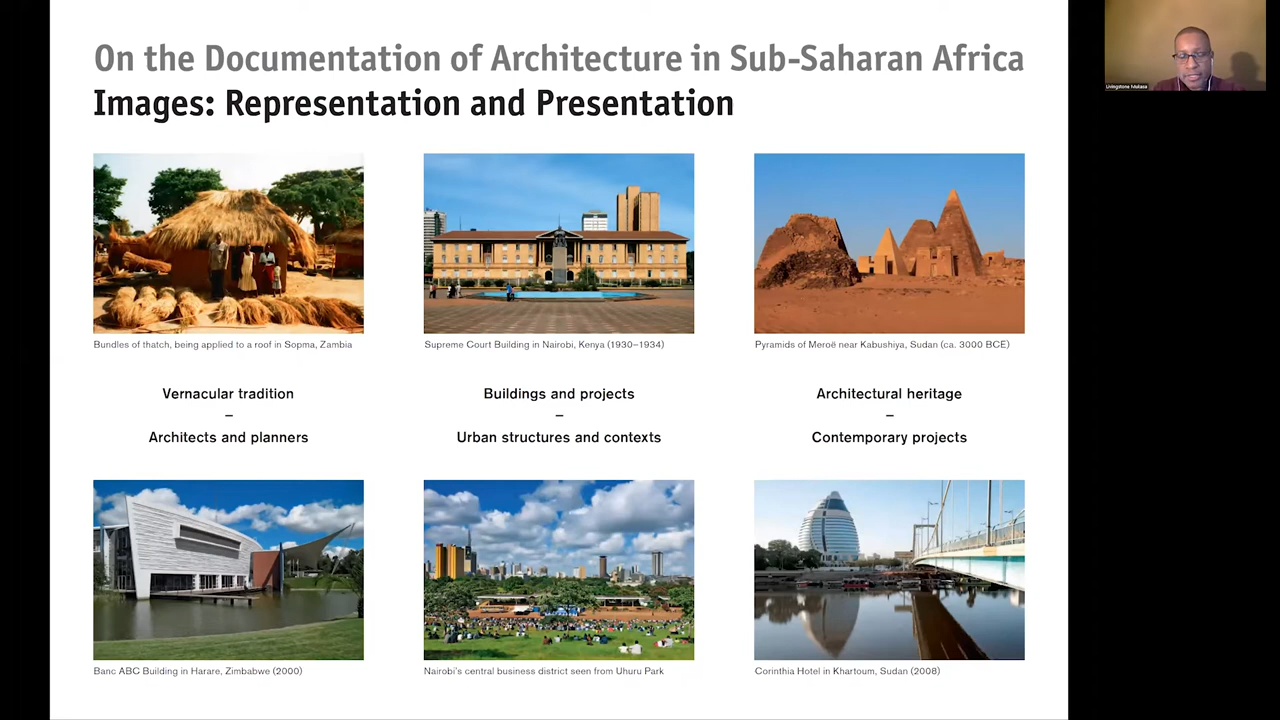 On the Documentation of Architecture in Sub-Saharan Africa
Images: Representation and Presentation
Livingstone Mukasa
Bundles of thatch, being applied to a roof in Sopma, Zambia
Supreme Court Building in Nairobi, Kenya (1930–1934)
Pyramids of Meroë near Kabushiya, Sudan (ca. 3000 BCE)
Vernacular tradition
–
Architects and planners
Buildings and projects
–
Urban structures and contexts
Architectural heritage
–
Contemporary projects
Banc ABC Building in Harare, Zimbabwe (2000)
Nairobi's central business district seen from Uhuru Park
Corinthia Hotel in Khartoum, Sudan (2008)